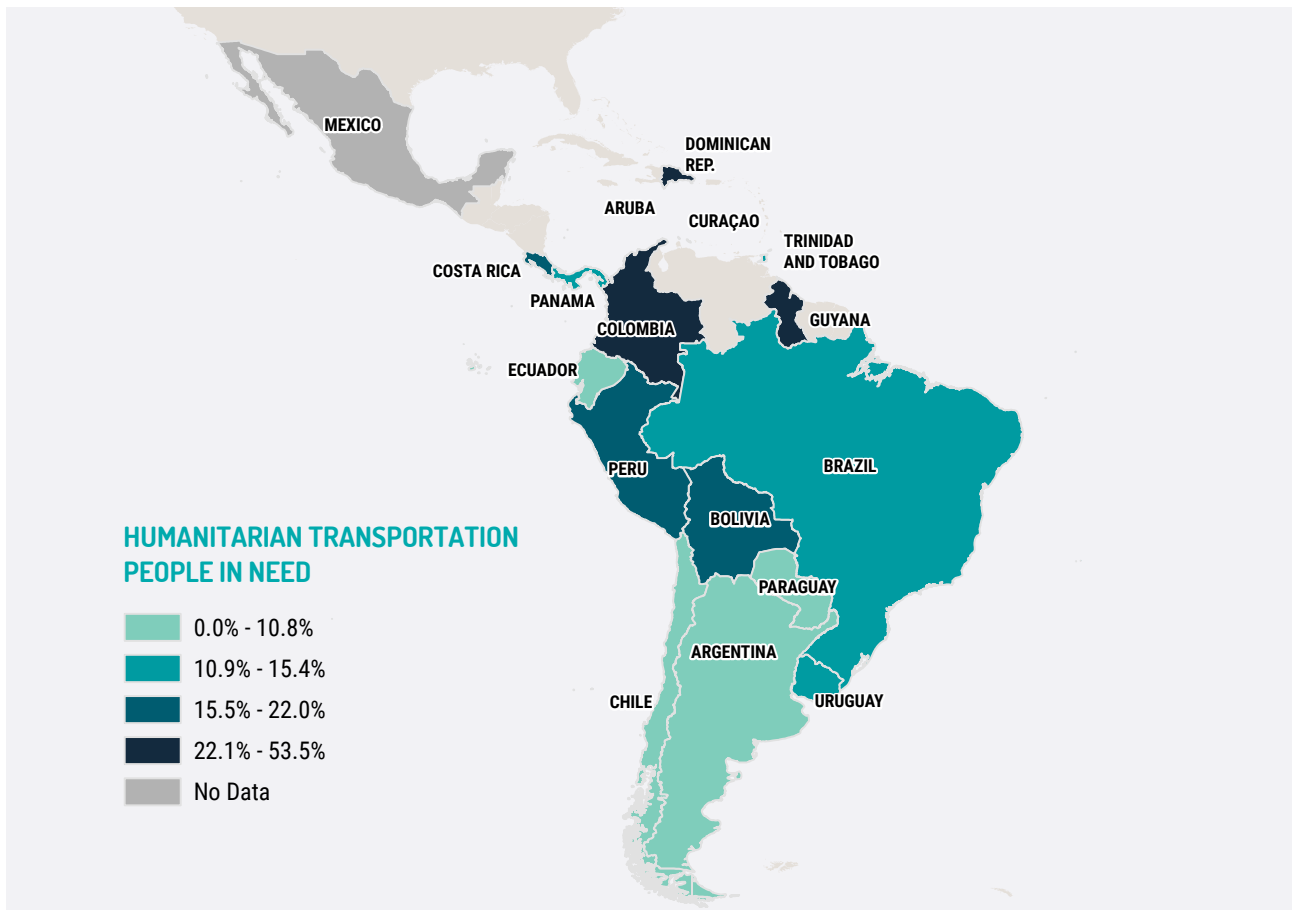 MEXICO
DOMINICAN
REP.
ARUBA
CURAÇAO
TRINIDAD
AND TOBAGO
COSTA RICA
PANAMA
GUYANA
COLOMBIA
ECUADOR
PERU
BRAZIL
BOLIVIA
PARAGUAY
ARGENTINA
CHILE
URUGUAY
HUMANITARIAN TRANSPORTATION
PEOPLE IN NEED
0.0% - 10.8%
10.9% - 15.4%
15.5% - 22.0%
22.1% - 53.5%
No Data